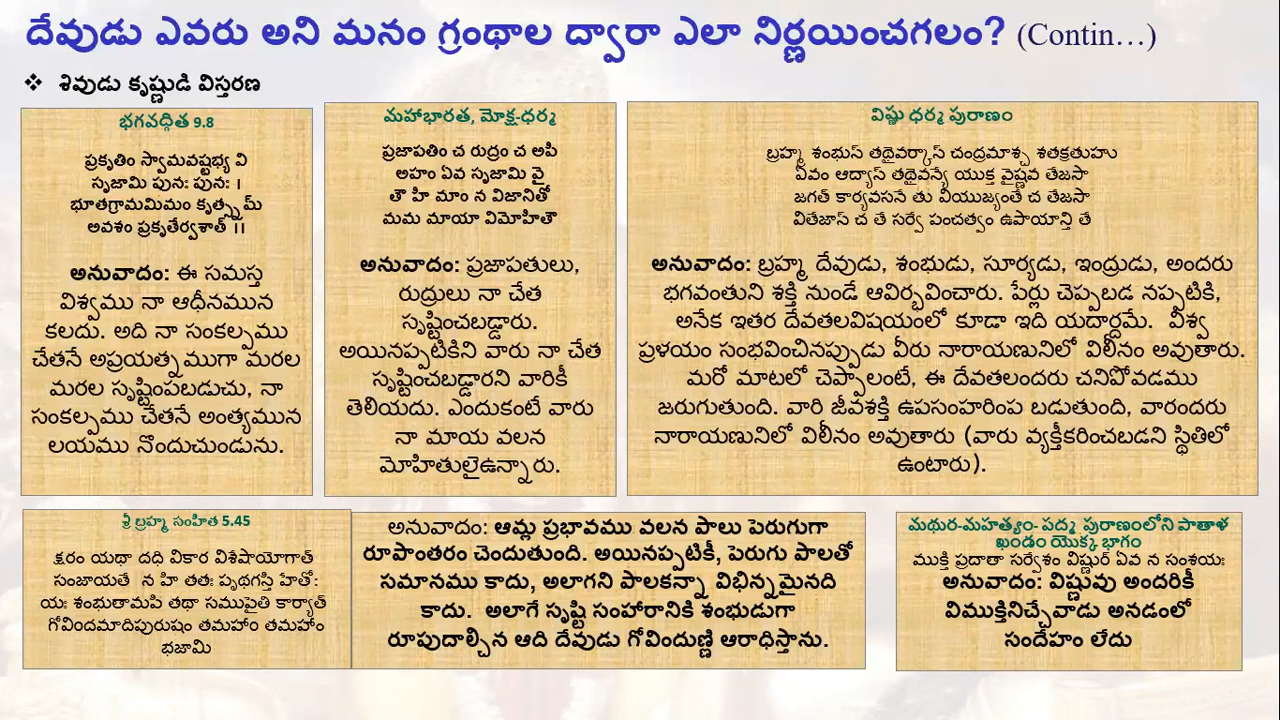 దేవుడు ఎవరు అని మనం గ్రంథాల ద్వారా ఎలా నిర్ణయించగలం? (Contin…)
❖ శివుడు కృష్ణుడి విస్తరణ
భగవద్గీత 9.8
ప్రకృతిం స్వామవష్టభ్య వి
సృజామి పునః పునః ।
భూతగ్రామమిమం కృత్స్నమ్
అవశం ప్రకృతేర్వశాత్ ।।
అనువాదం: ఈ సమస్త
విశ్వము నా ఆధీనమున
కలదు. అది నా సంకల్పము
చేతనే అప్రయత్నముగా మరల
మరల సృష్టింపబడుచు, నా
సంకల్పము చేతనే అంత్యమున
లయము నొందుచుండును.
మహాభారత, మోక్ష-ధర్మ
ప్రజాపతిం చ రుద్రం చ అపి
అహం ఏవ సృజామి వై
తౌ హి మాం న విజానితో
మమ మాయా విమోహితౌ
అనువాదం: ప్రజాపతులు,
రుద్రులు నా చేత
సృష్టించబడ్డారు.
అయినప్పటికిని వారు నా చేత
సృష్టించబడ్డారని వారికీ
తెలియదు. ఎందుకంటే వారు
నా మాయ వలన
మోహితులైఉన్నారు.
విష్ణు ధర్మ పురాణం
బ్రహ్మ శంభుస్ తదైవర్కాస్ చంద్రమాశ్చ శతక్రతుహు
ఏవం ఆద్యాస్ తదైవన్యే యుక్త వైష్ణవ తేజసా
జగత్ కార్యవసనే తు వియుజ్యంతే చ తేజసా
వితేజాస్ చ తే సర్వే పంచత్వం ఉపాయాన్తి తే
అనువాదం: బ్రహ్మ దేవుడు, శంభుడు, సూర్యడు, ఇంద్రుడు, అందరు
భగవంతుని శక్తి నుండే ఆవిర్భవించారు. పేర్లు చెప్పబడ నప్పటికి,
అనేక ఇతర దేవతలవిషయంలో కూడా ఇది యదార్థమే. విశ్వ
ప్రళయం సంభవించినప్పుడు వీరు నారాయణునిలో విలీనం అవుతారు.
మరో మాటలో చెప్పాలంటే, ఈ దేవతలందరు చనిపోవడము
జరుగుతుంది. వారి జీవశక్తి ఉపసంహరింప బడుతుంది, వారందరు
నారాయణునిలో విలీనం అవుతారు (వారు వ్యక్తీకరించబడని స్థితిలో
ఉంటారు).
శ్రీ బ్రహ్మ సంహిత 5.45
క్షీరం యథా దధి వికార విశేషాయోగాత్
సంజాయతే న హి తతః పృథగస్తి హేతో:
యః శంభుతామపి తథా సముపైతి కార్యాత్
గోవిందమాదిపురుషం తమహం తమహం
భజామి
అనువాదం: ఆమ్ల ప్రభావము వలన పాలు పెరుగుగా
రూపాంతరం చెందుతుంది. అయినప్పటికీ, పెరుగు పాలతో
సమానము కాదు, అలాగని పాలకన్నా విభిన్నమైనది
కాదు. అలాగే సృష్టి సంహారానికి శంభుడుగా
రూపుదాల్చిన ఆది దేవుడు గోవిందుణ్ణి ఆరాధిస్తాను.
మథుర-మహత్యం- పద్మ పురాణంలోని పాతాళ
ఖండం యొక్క భాగం
ముక్తి ప్రదాతా సర్వేశం విష్ణుర్ ఏవ న సంశయః
అనువాదం: విష్ణువు అందరికీ
విముక్తినిచ్చేవాడు అనడంలో
సందేహం లేదు